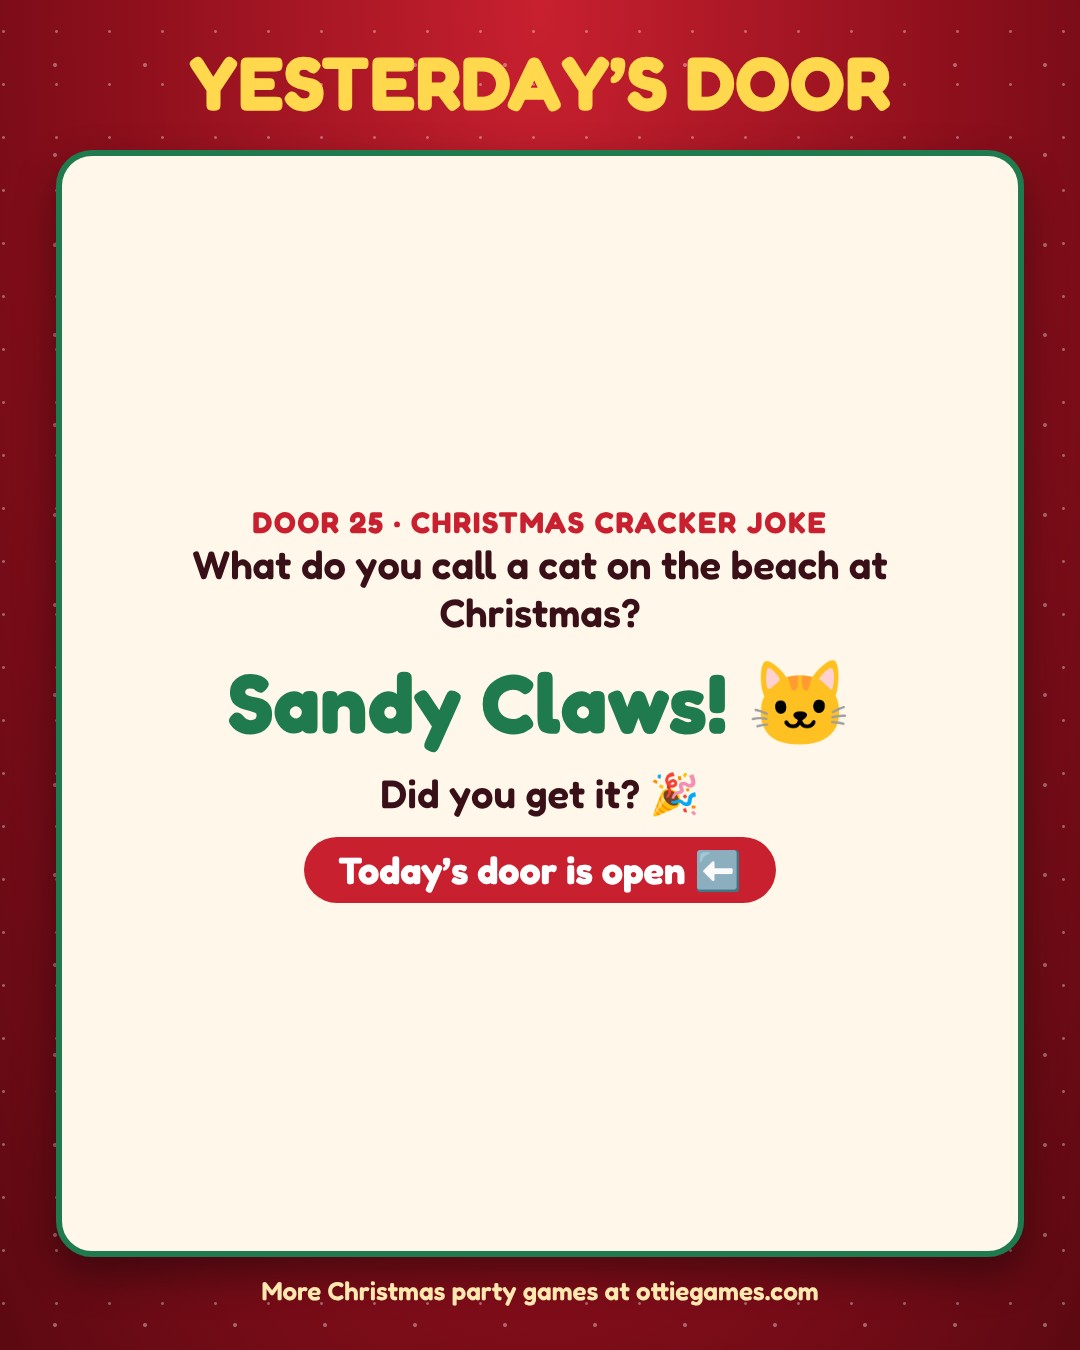 YESTERDAY’S DOOR
DOOR 25 · CHRISTMAS CRACKER JOKE
What do you call a cat on the beach at
Christmas?
Sandy Claws! 🐱
Did you get it? 🎉
Today’s door is open ⬅️
More Christmas party games at ottiegames.com